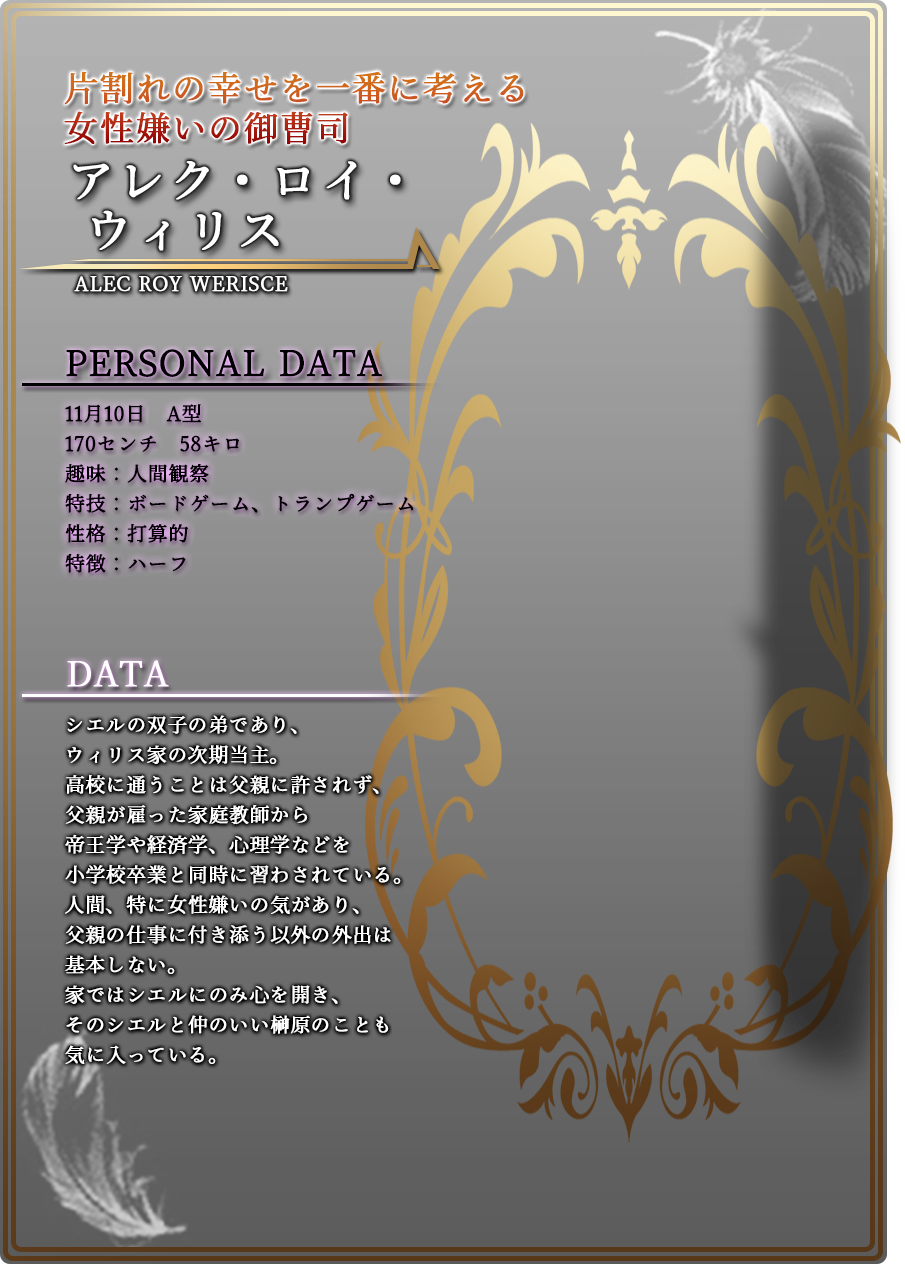 片割れの幸せを一番に考える
女性嫌いの御曹司
アレク・ロイ・
ウィリス
ALEC ROY WERISCE
PERSONAL DATA
11月10日　A型
170センチ　58キロ
趣味：人間観察
特技：ボードゲーム、トランプゲーム
性格：打算的
特徴：ハーフ
DATA
シエルの双子の弟であり、
ウィリス家の次期当主。
高校に通うことは父親に許されず、
父親が雇った家庭教師から
帝王学や経済学、心理学などを
小学校卒業と同時に習わされている。
人間、特に女性嫌いの気があり、
父親の仕事に付き添う以外の外出は
基本しない。
家ではシエルにのみ心を開き、
そのシエルと仲のいい榊原のことも
気に入っている。